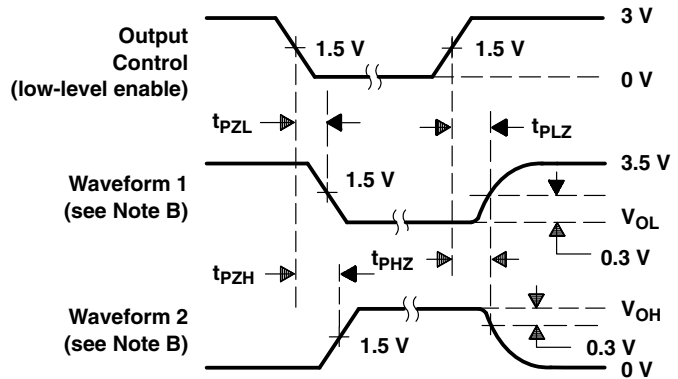 Output
Control
(low-level enable)
1.5 V
1.5 V
3 V
0 V
tPZL
tPLZ
Waveform 1
(see Note B)
1.5 V
3.5 V
VOL
0.3 V
tPZH
tPHZ
Waveform 2
(see Note B)
1.5 V
VOH
0.3 V
0 V